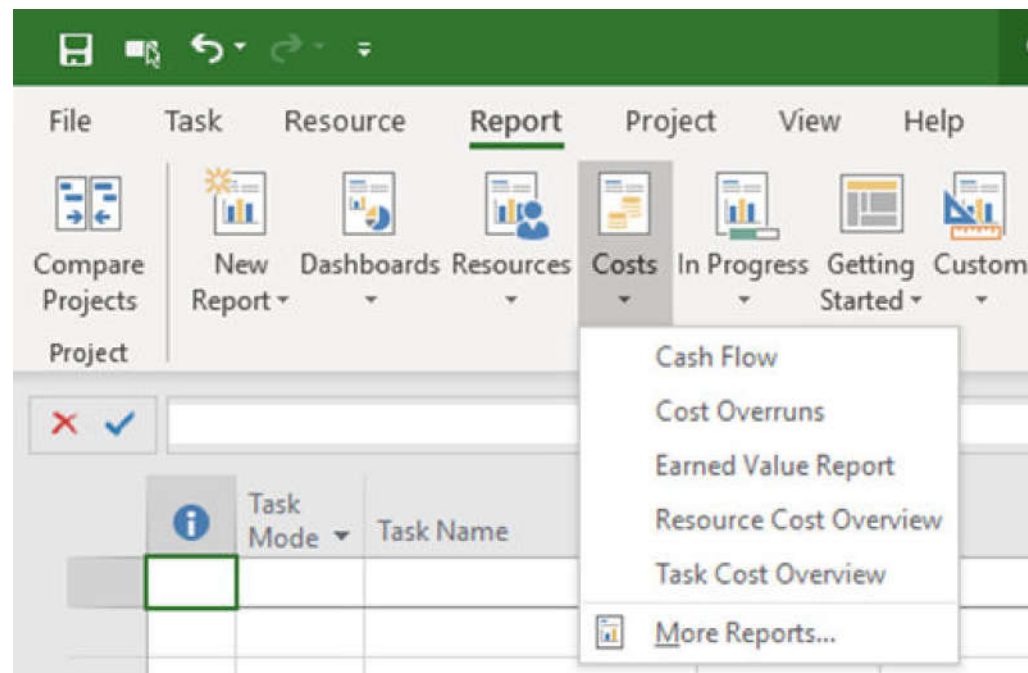 File Task Resource Report Project View Help
Compare Projects
New Report
Dashboards
Resources
Costs
In Progress
Getting Started
Custom
Project
Cash Flow
Cost Overruns
Earned Value Report
Resource Cost Overview
Task Cost Overview
More Reports...
Task Mode
Task Name